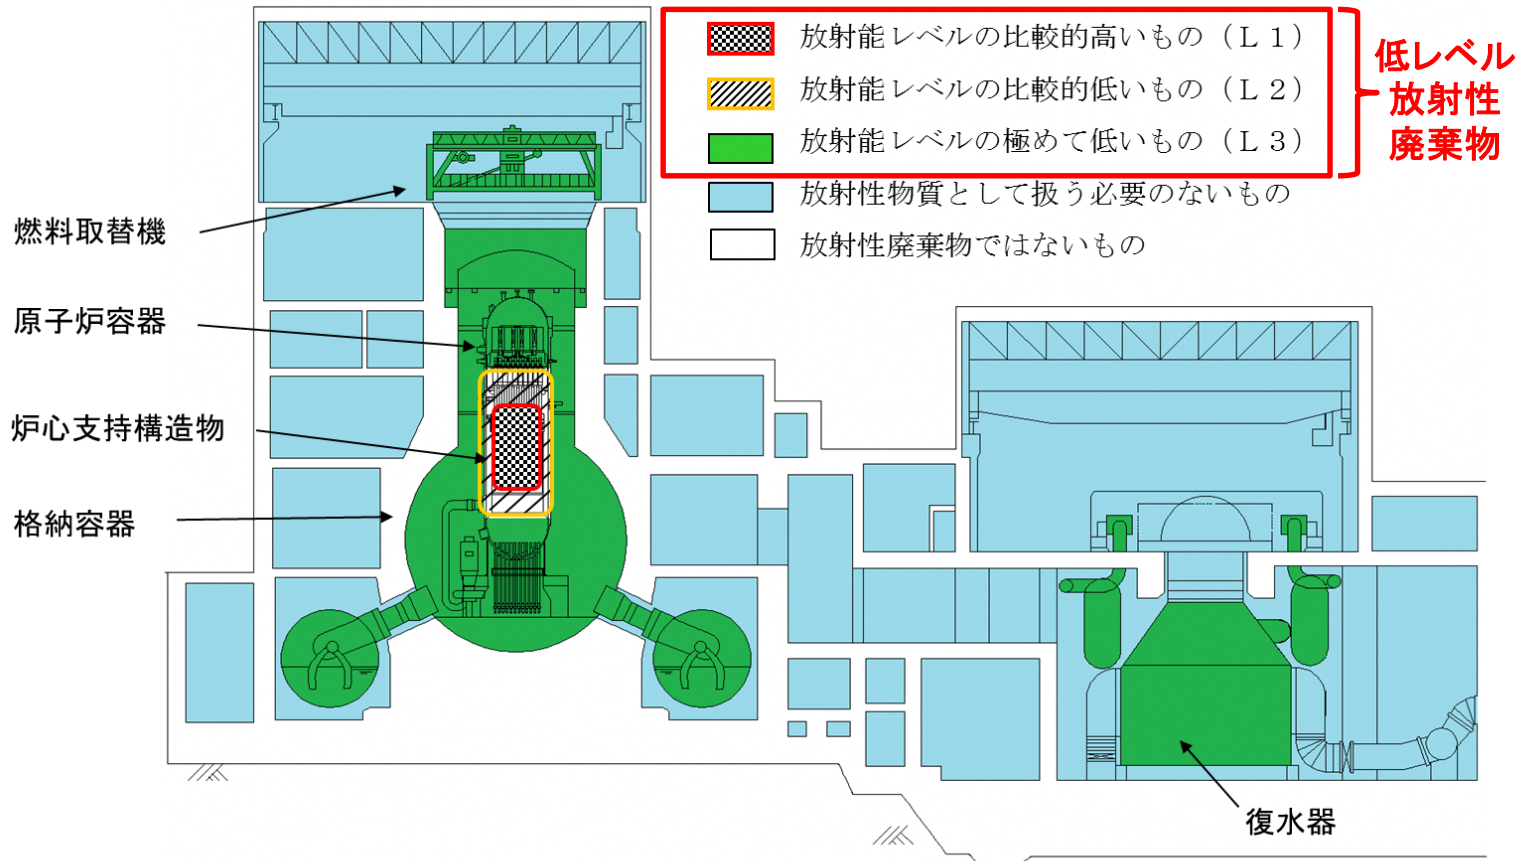 放射能レベルの比較的高いもの（Ｌ１）
放射能レベルの比較的低いもの（Ｌ２）
放射能レベルの極めて低いもの（Ｌ３）
放射性物質として扱う必要のないもの
放射性廃棄物ではないもの
低レベル
放射性
廃棄物
燃料取替機
原子炉容器
炉心支持構造物
格納容器
復水器